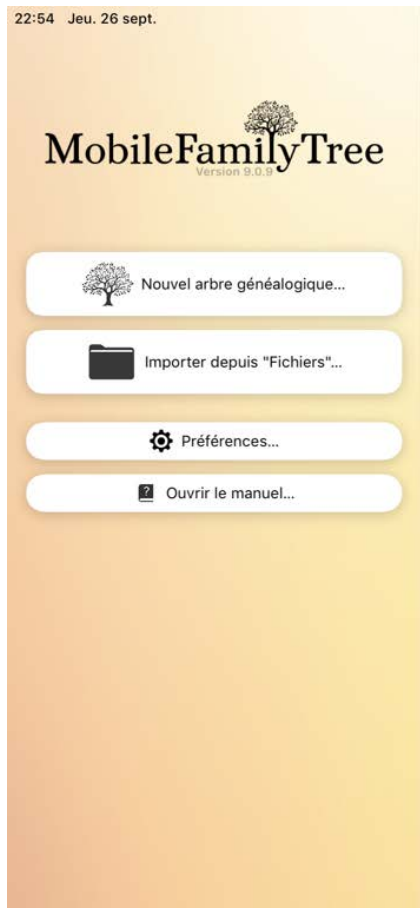 22:54 Jeu. 26 sept.
MobileFamilyTree
Version 9.0.9
Nouvel arbre généalogique...
Importer depuis "Fichiers"...
Préférences...
?
Ouvrir le manuel...